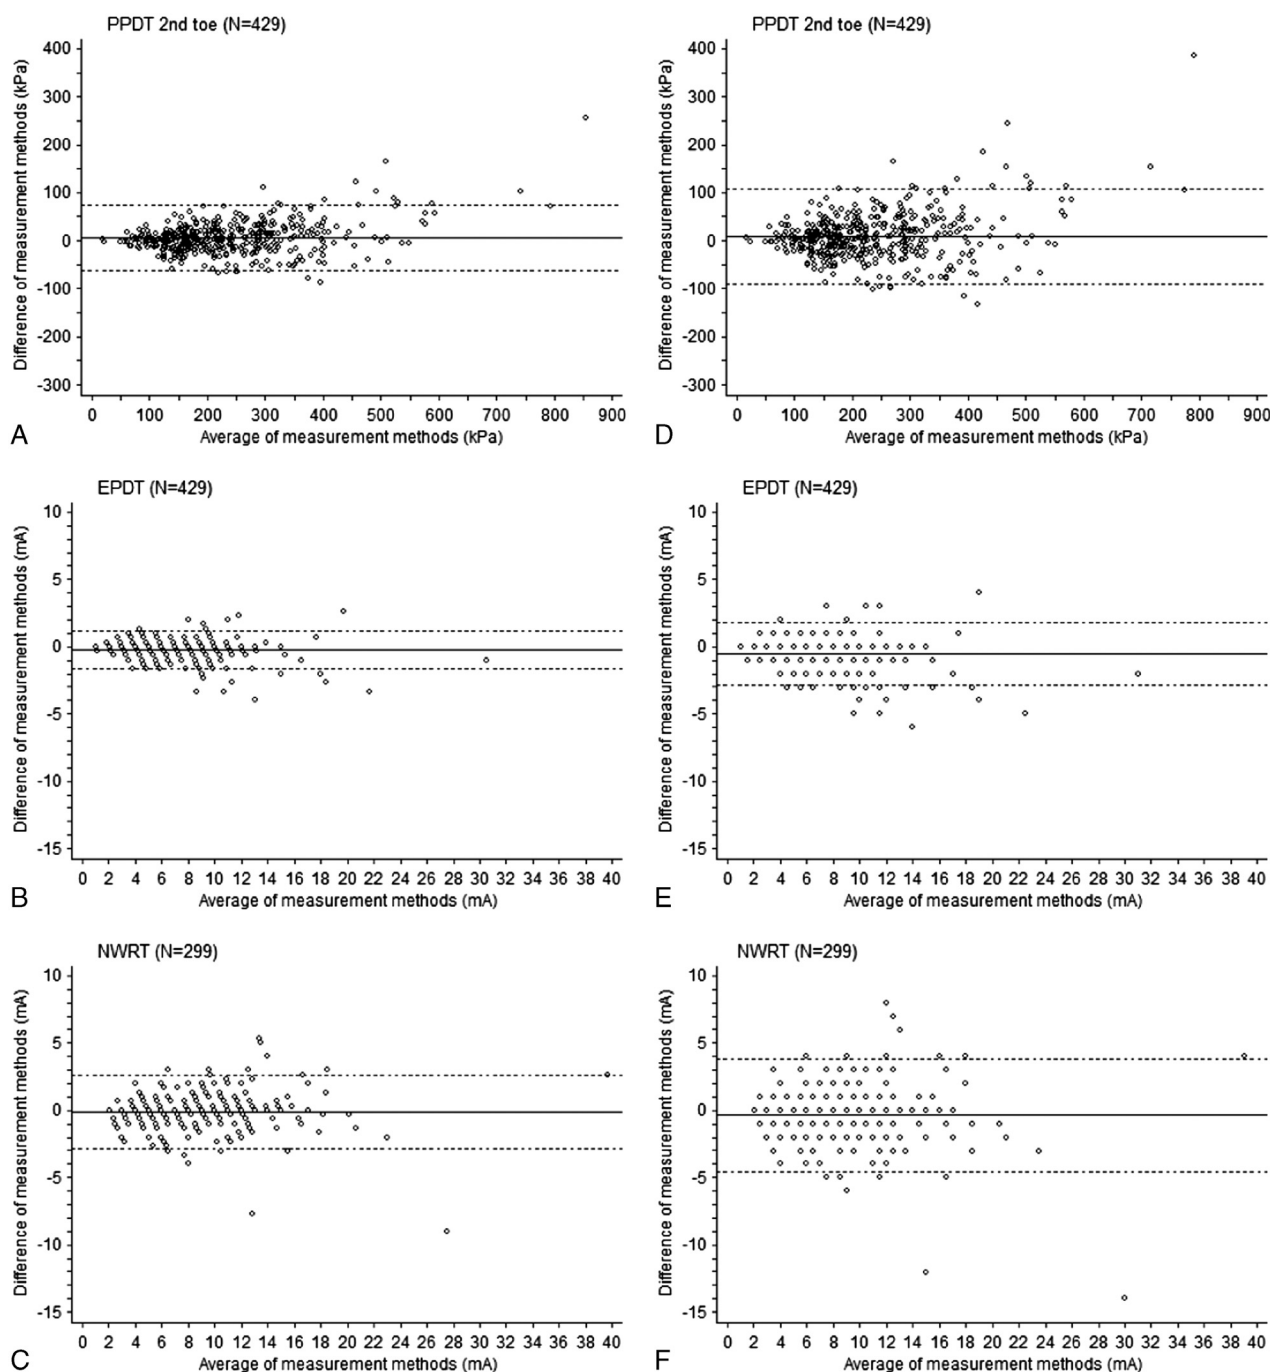 PPDT 2nd toe (N=429)
Difference of measurement methods (kPa)
400
300
200
100
0
-100
-200
-300
0 100 200 300 400 500 600 700 800 900
Average of measurement methods (kPa)
A
PPDT 2nd toe (N=429)
Difference of measurement methods (kPa)
400
300
200
100
0
-100
-200
-300
0 100 200 300 400 500 600 700 800 900
Average of measurement methods (kPa)
D
EPDT (N=429)
Difference of measurement methods (mA)
10
5
0
-5
-10
-15
0 2 4 6 8 10 12 14 16 18 20 22 24 26 28 30 32 34 36 38 40
Average of measurement methods (mA)
B
EPDT (N=429)
Difference of measurement methods (mA)
10
5
0
-5
-10
-15
0 2 4 6 8 10 12 14 16 18 20 22 24 26 28 30 32 34 36 38 40
Average of measurement methods (mA)
E
NWRT (N=299)
Difference of measurement methods (mA)
10
5
0
-5
-10
-15
0 2 4 6 8 10 12 14 16 18 20 22 24 26 28 30 32 34 36 38 40
Average of measurement methods (mA)
C
NWRT (N=299)
Difference of measurement methods (mA)
10
5
0
-5
-10
-15
0 2 4 6 8 10 12 14 16 18 20 22 24 26 28 30 32 34 36 38 40
Average of measurement methods (mA)
F